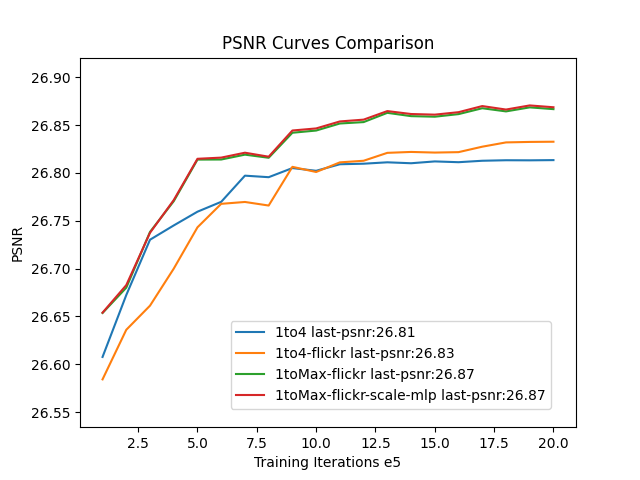 PSNR Curves Comparison
26.90
26.85
26.80
26.75
26.70
26.65
26.60
26.55
PSNR
1to4 last-psnr:26.81
1to4-flickr last-psnr:26.83
1toMax-flickr last-psnr:26.87
1toMax-flickr-scale-mlp last-psnr:26.87
2.5 5.0 7.5 10.0 12.5 15.0 17.5 20.0
Training Iterations e5